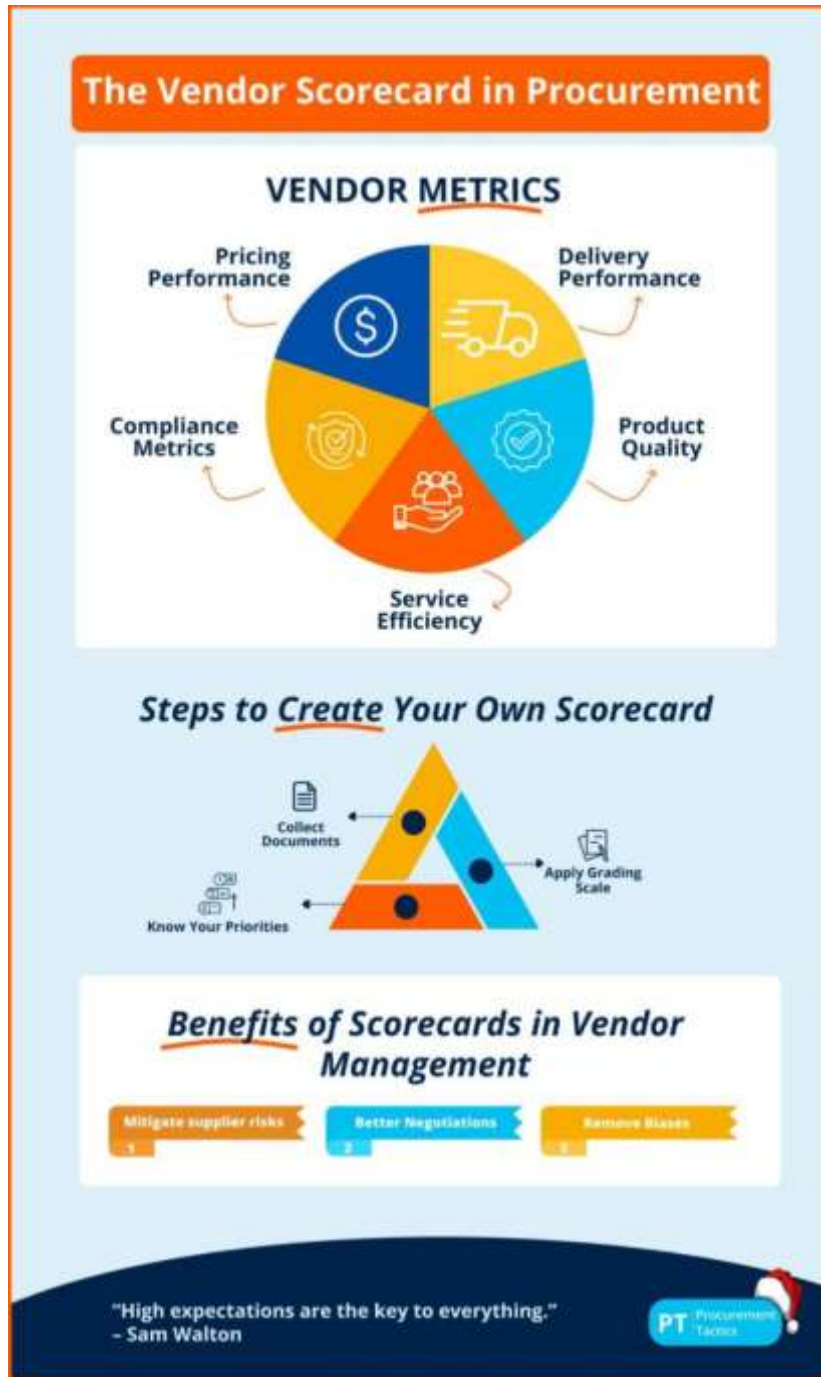 The Vendor Scorecard in Procurement
VENDOR METRICS
Pricing
Performance
Delivery
Performance
Compliance
Metrics
Product
Quality
Service
Efficiency
Steps to Create Your Own Scorecard
Collect
Documents
Apply Grading
Scale
Know Your Priorities
Benefits of Scorecards in Vendor
Management
Mitigate supplier risks
1
Better Negotiations
2
Remove Biases
3
"High expectations are the key to everything."
– Sam Walton
PT Procurement
Tactics